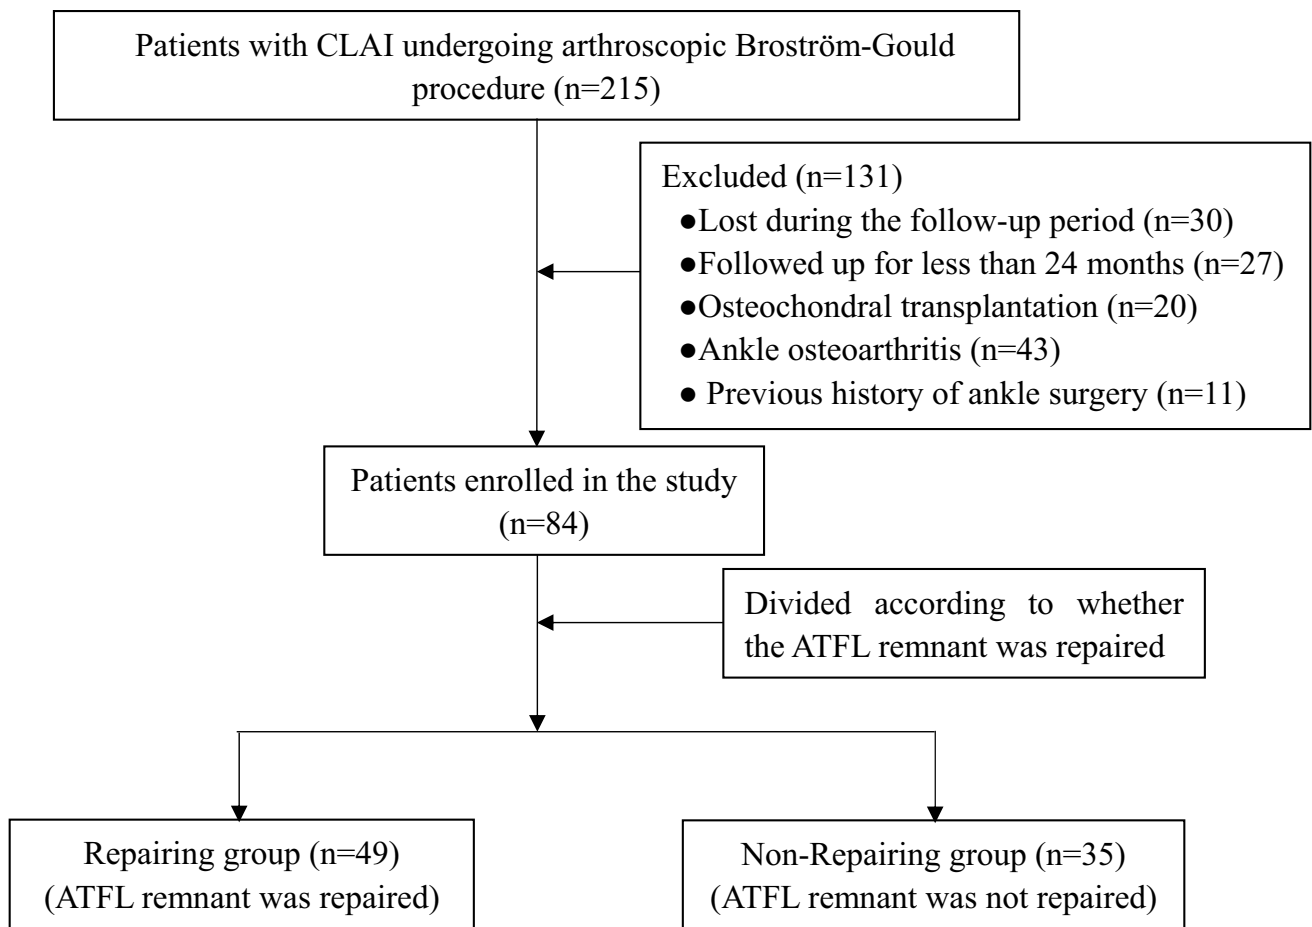 Patients with CLAI undergoing arthroscopic Broström-Gould
procedure (n=215)
Excluded (n=131)
●Lost during the follow-up period (n=30)
●Followed up for less than 24 months (n=27)
●Osteochondral transplantation (n=20)
●Ankle osteoarthritis (n=43)
● Previous history of ankle surgery (n=11)
Patients enrolled in the study
(n=84)
Divided according to whether
the ATFL remnant was repaired
Repairing group (n=49)
(ATFL remnant was repaired)
Non-Repairing group (n=35)
(ATFL remnant was not repaired)